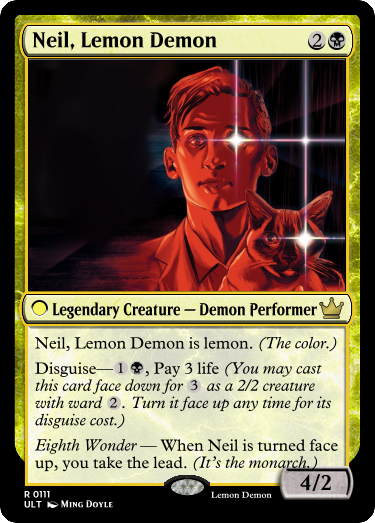 Neil, Lemon Demon 2
Legendary Creature — Demon Performer
Neil, Lemon Demon is lemon. (The color.)
Disguise— 1 , Pay 3 life (You may cast
this card face down for 3 as a 2/2 creature
with ward 2 . Turn it face up any time for its
disguise cost.)
Eighth Wonder — When Neil is turned face
up, you take the lead. (It's the monarch.)
4/2
R 0111
ULT Ming Doyle
Lemon Demon